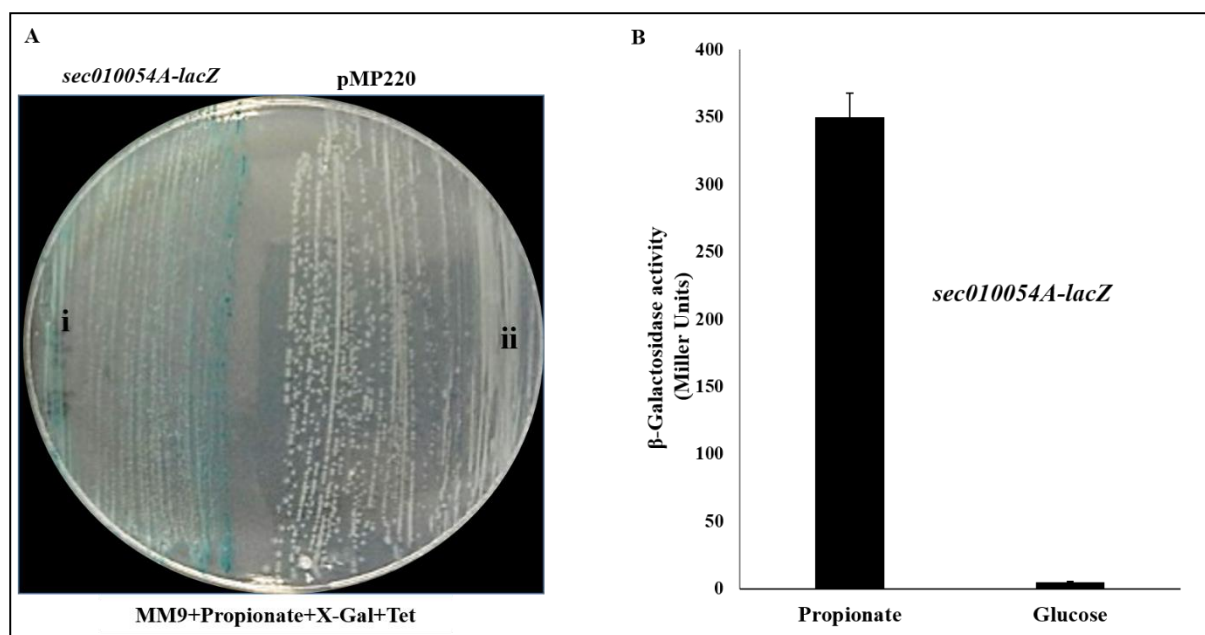 A
sec010054A-lacZ pMP220
i
ii
MM9+Propionate+X-Gal+Tet
B
400
350
300
250
200
150
100
50
0
β-Galactosidase activity
(Miller Units)
sec010054A-lacZ
Propionate Glucose